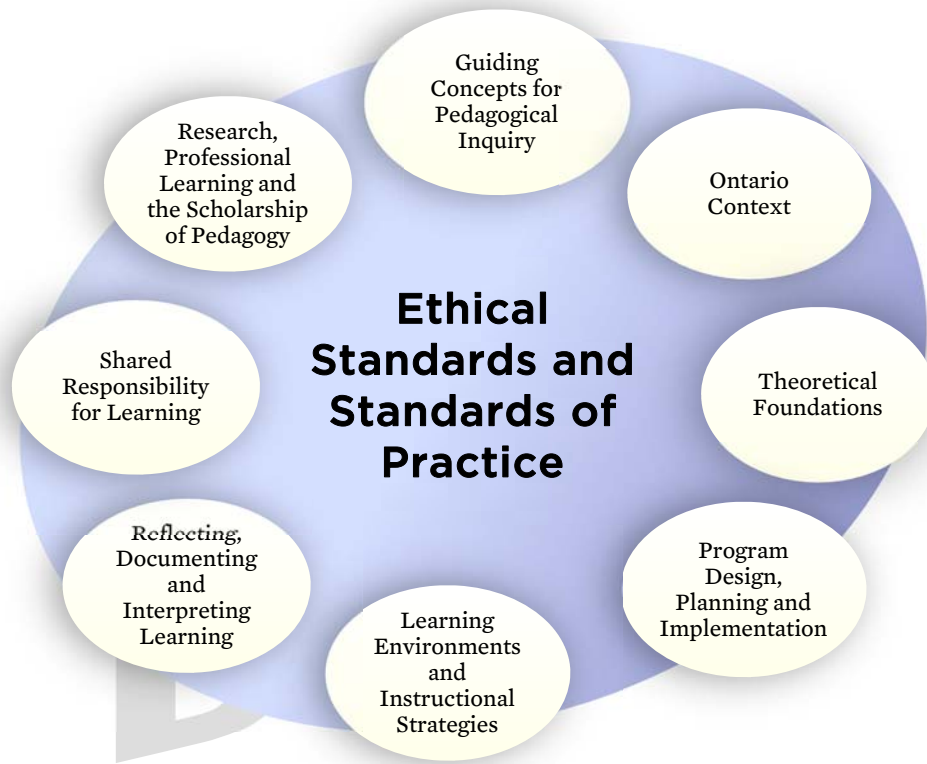 Guiding
Concepts for
Pedagogical
Inquiry
Ontario
Context
Theoretical
Foundations
Program
Design,
Planning and
Implementation
Learning
Environments
and
Instructional
Strategies
Reflecting,
Documenting
and
Interpreting
Learning
Shared
Responsibility
for Learning
Research,
Professional
Learning and
the Scholarship
of Pedagogy
Ethical
Standards and
Standards of
Practice